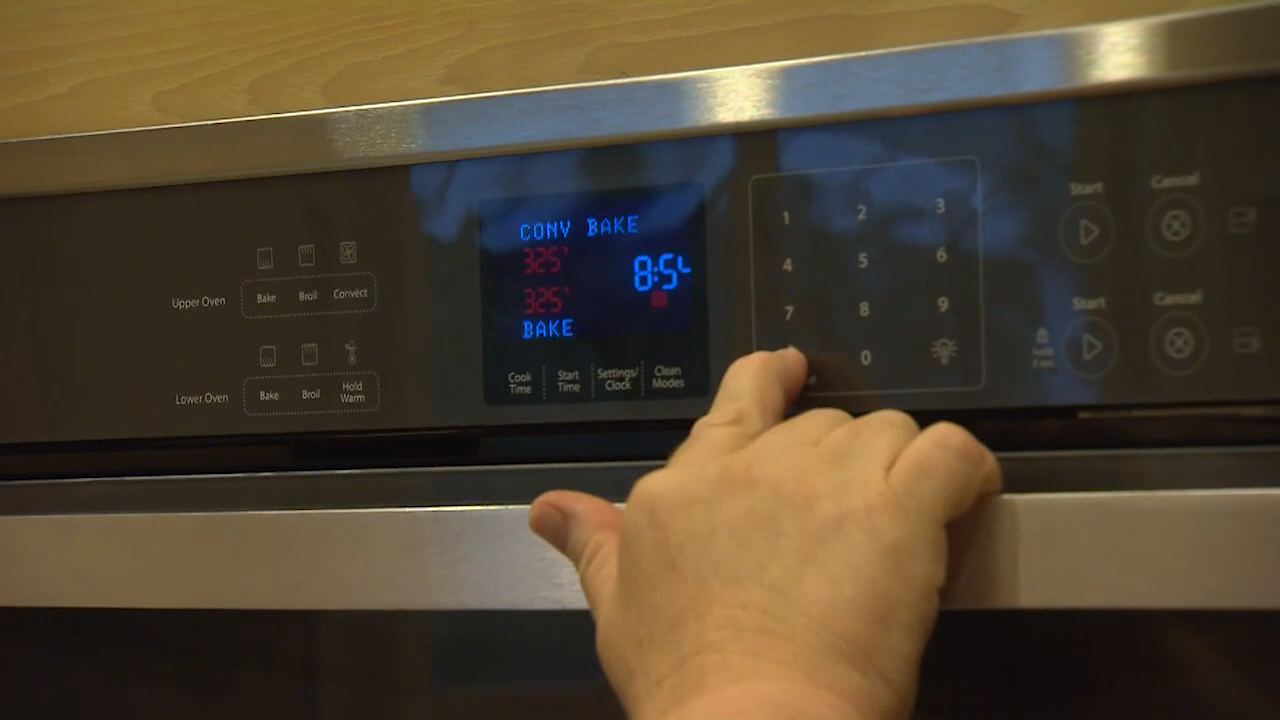 CONV BAKE
325°
8:5
325°
BAKE
Cook Time
Start Time
Settings/ Clock
Clean Modes
Upper Oven
Bake
Broil
Convect
Lower Oven
Bake
Broil
Hold Warm
1 2 3
4 5 6
7 8 9
0
Start
Cancel
Start
Cancel